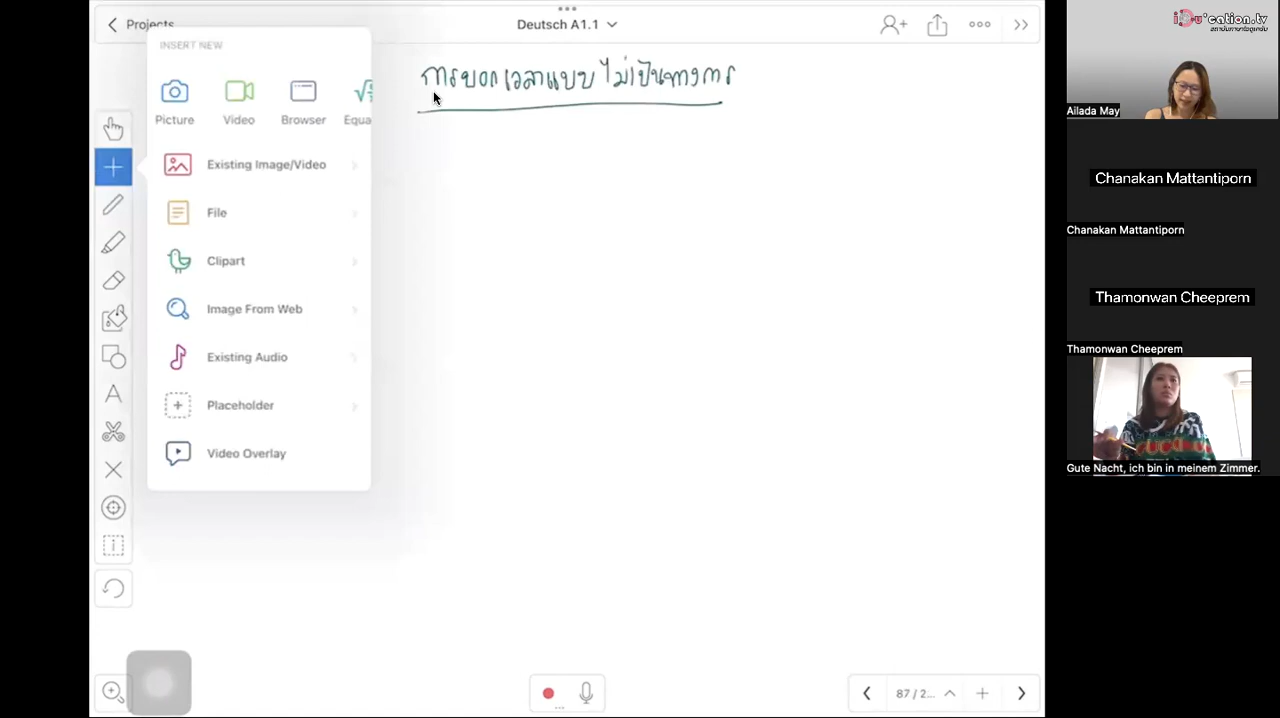 Projects
Deutsch A1.1
INSERT NEW
Picture
Video
Browser
Equa
Existing Image/Video
File
Clipart
Image From Web
Existing Audio
Placeholder
Video Overlay
การบอกเวลาแบบไม่เป็นทางการ
87 / 2...
Ailada May
Chanakan Mattantiporn
Chanakan Mattantiporn
Thamonwan Cheeprem
Thamonwan Cheeprem
Gute Nacht, ich bin in meinem Zimmer.